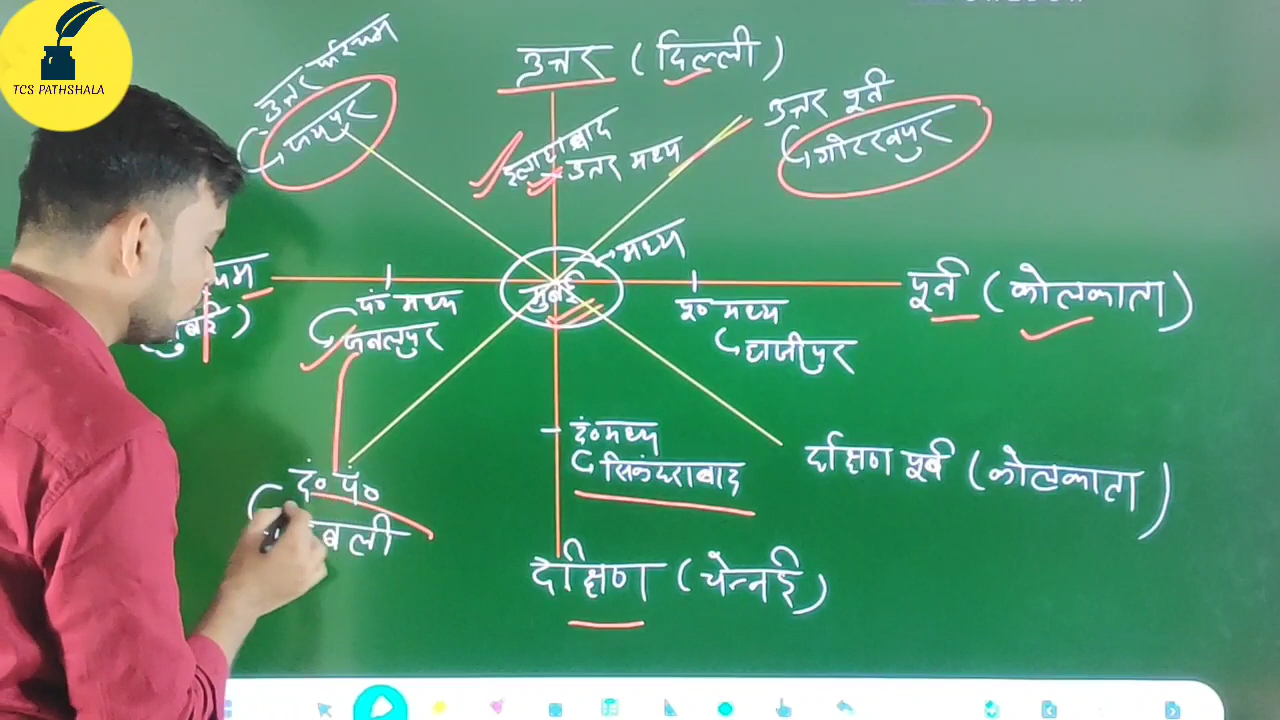 TCS PATHSHALA
उत्तर पश्चिम
जयपुर
उत्तर (दिल्ली)
उत्तर पूर्व
गोरखपुर
इलाहाबाद
उत्तर मध्य
मध्य
मुंबई
पूर्व (कोलकाता)
पं० मध्य
जबलपुर
पू० मध्य
हाजीपुर
दं० मध्य
सिकंदराबाद
दक्षिण पूर्व (कोलकाता)
दं० पं०
दक्षिण (चेन्नई)